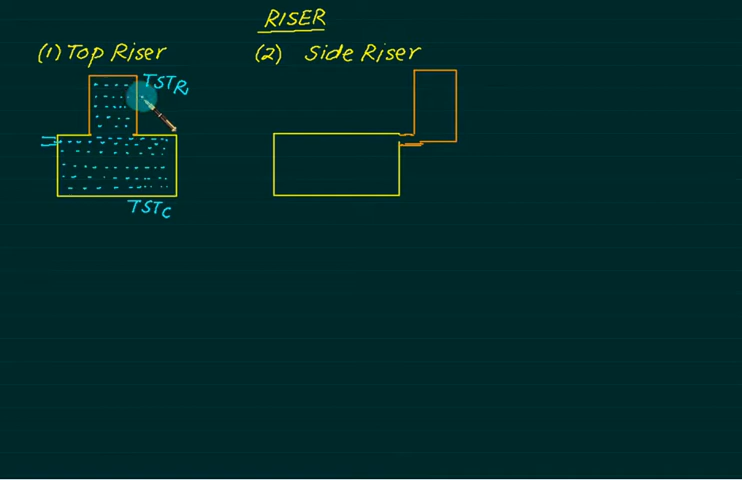 RISER
(1) Top Riser
(2) Side Riser
TSTR
TSTC